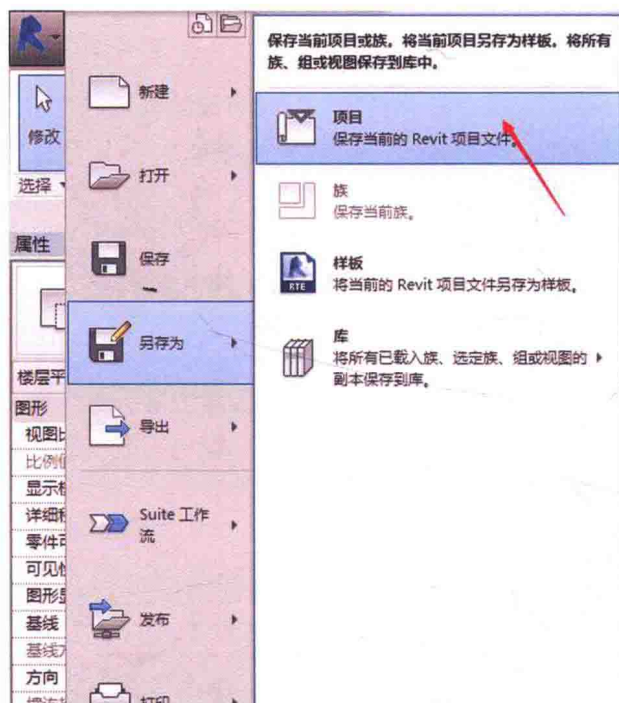 保存当前项目或族。将当前项目另存为样板。将所有
族、组或视图保存到库中。
新建
修改
选择
打开
属性
保存
另存为
楼层平
图形
导出
视图比
显示
详细
Suite 工作
流
零件
可见
图形
基线
发布
基线
方向
打印
项目
保存当前的 Revit 项目文件。
族
保存当前族。
样板
RTE
将当前的 Revit 项目文件另存为样板。
库
将所有已载入族、选定族、组或视图的
副本保存到库。